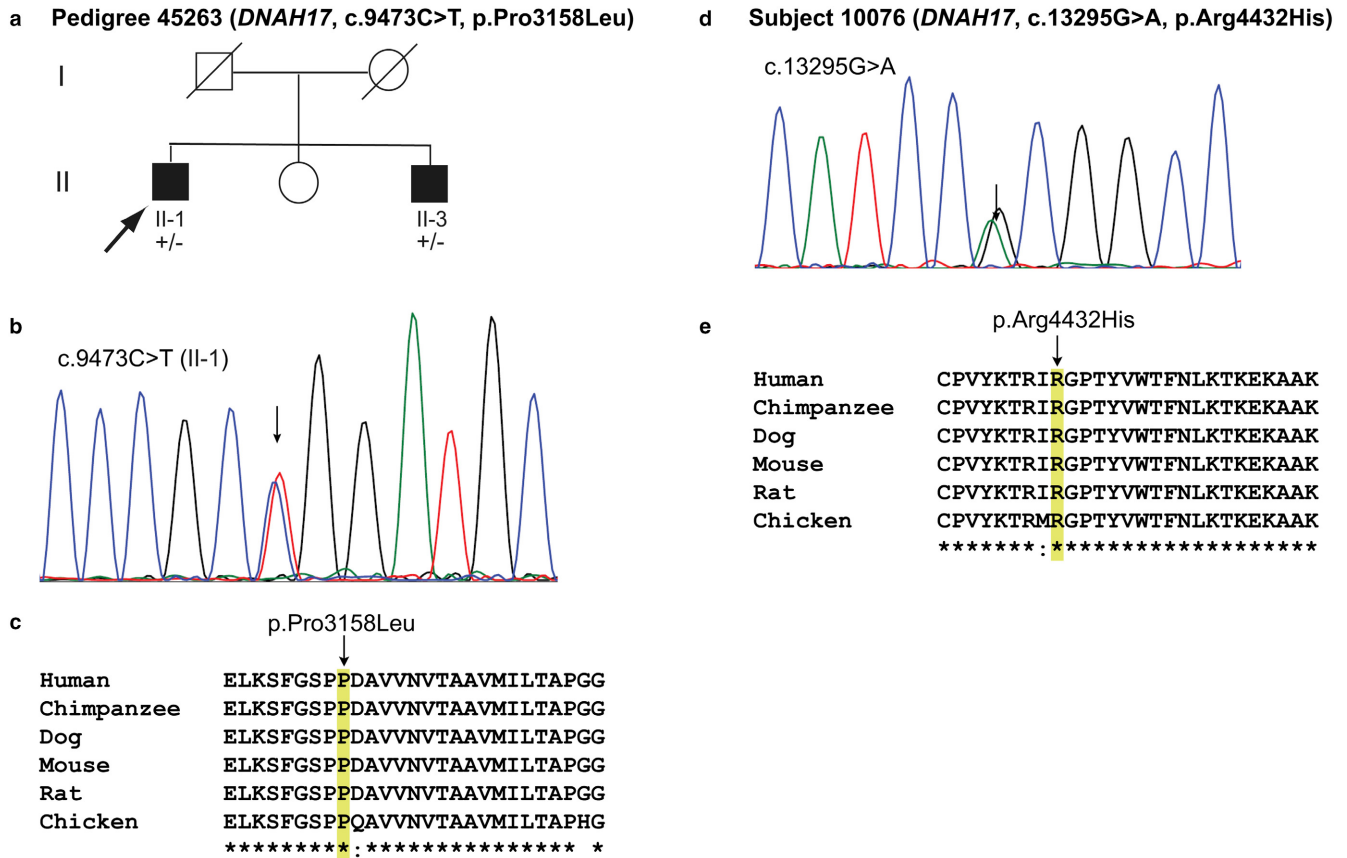 a Pedigree 45263 (DNAH17, c.9473C>T, p.Pro3158Leu)
I
II
II-1
+/-
II-3
+/-
b
c.9473C>T (II-1)
c
p.Pro3158Leu
Human ELKSFGSPPDAVVNVTAAVMILTAPGG
Chimpanzee ELKSFGSPPDAVVNVTAAVMILTAPGG
Dog ELKSFGSPPDAVVNVTAAVMILTAPGG
Mouse ELKSFGSPPDAVVNVTAAVMILTAPGG
Rat ELKSFGSPPDAVVNVTAAVMILTAPGG
Chicken ELKSFGSPPQAVVNVTAAVMILTAPHG
*********:*************** *
d Subject 10076 (DNAH17, c.13295G>A, p.Arg4432His)
c.13295G>A
e
p.Arg4432His
Human CPVYKTRIRGPTYVWTFNLKTKEKAAK
Chimpanzee CPVYKTRIRGPTYVWTFNLKTKEKAAK
Dog CPVYKTRIRGPTYVWTFNLKTKEKAAK
Mouse CPVYKTRIRGPTYVWTFNLKTKEKAAK
Rat CPVYKTRIRGPTYVWTFNLKTKEKAAK
Chicken CPVYKTRMRGPTYVWTFNLKTKEKAAK
*******:*******************